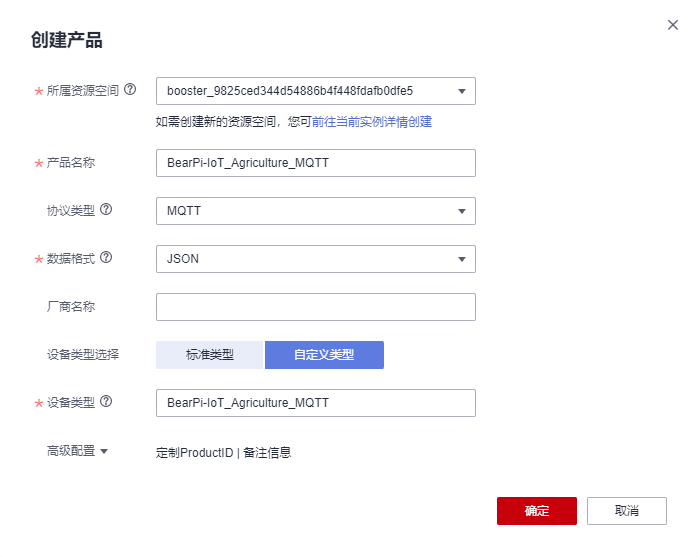 创建产品
* 所属资源空间 booster_9825ced344d54886b4f448fdafb0dfe5
如需创建新的资源空间，您可前往当前实例详情创建
* 产品名称 BearPi-IoT_Agriculture_MQTT
协议类型 MQTT
* 数据格式 JSON
厂商名称
设备类型选择 标准类型 自定义类型
* 设备类型 BearPi-IoT_Agriculture_MQTT
高级配置 定制ProductID | 备注信息
确定 取消